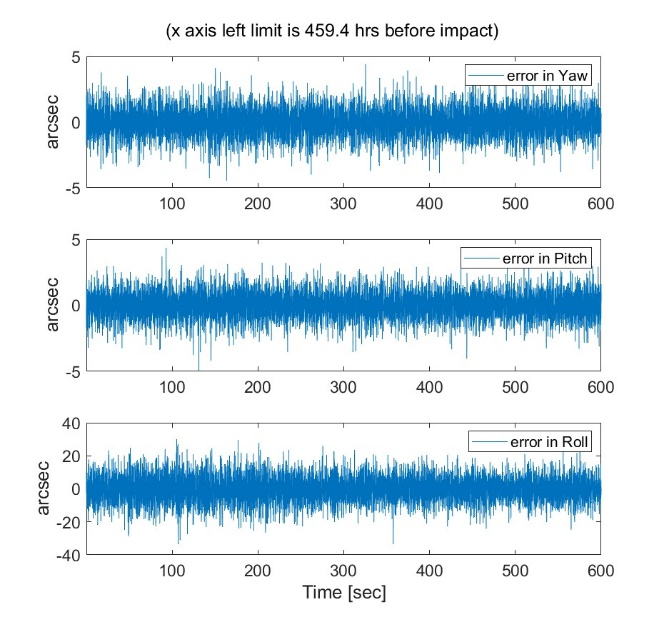 (x axis left limit is 459.4 hrs before impact)
5
error in Yaw
arcsec
0
-5
100 200 300 400 500 600
5
error in Pitch
arcsec
0
-5
100 200 300 400 500 600
40
error in Roll
20
arcsec
0
-20
-40
100 200 300 400 500 600
Time [sec]